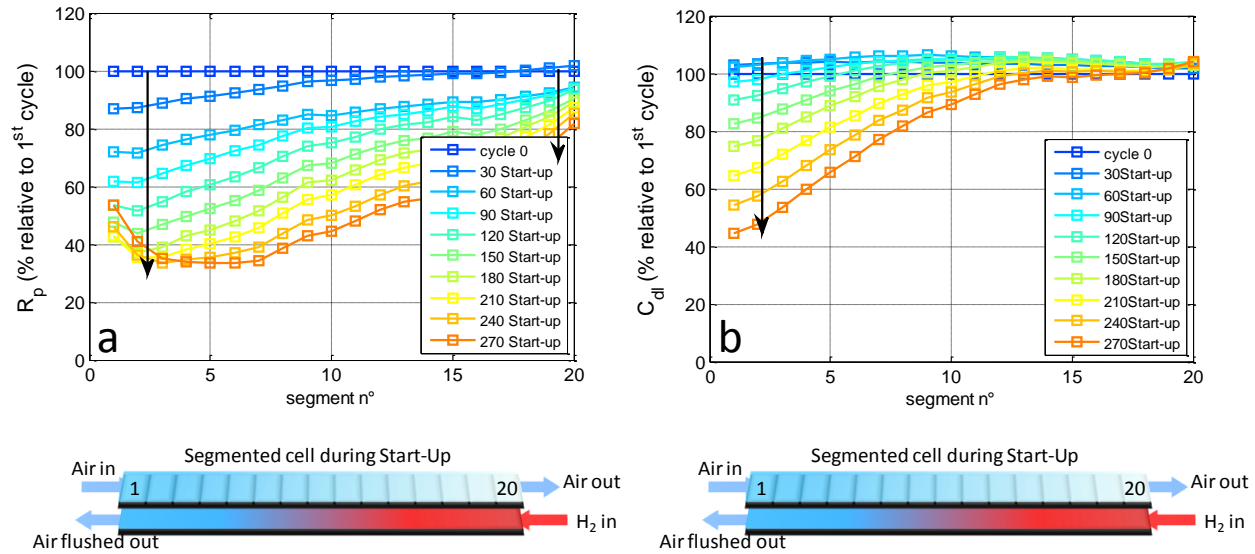 120
100
80
60
40
20
0
R_p (% relative to 1^st cycle)
a
cycle 0
30 Start-up
60 Start-up
90 Start-up
120 Start-up
150 Start-up
180 Start-up
210 Start-up
240 Start-up
270 Start-up
0 5 10 15 20
segment n°
120
100
80
60
40
20
0
C_dl (% relative to 1^st cycle)
b
cycle 0
30Start-up
60Start-up
90Start-up
120Start-up
150Start-up
180Start-up
210Start-up
240Start-up
270Start-up
0 5 10 15 20
segment n°
Segmented cell during Start-Up
Air in
1 20
Air out
H₂ in
Air flushed out
Segmented cell during Start-Up
Air in
1 20
Air out
H₂ in
Air flushed out